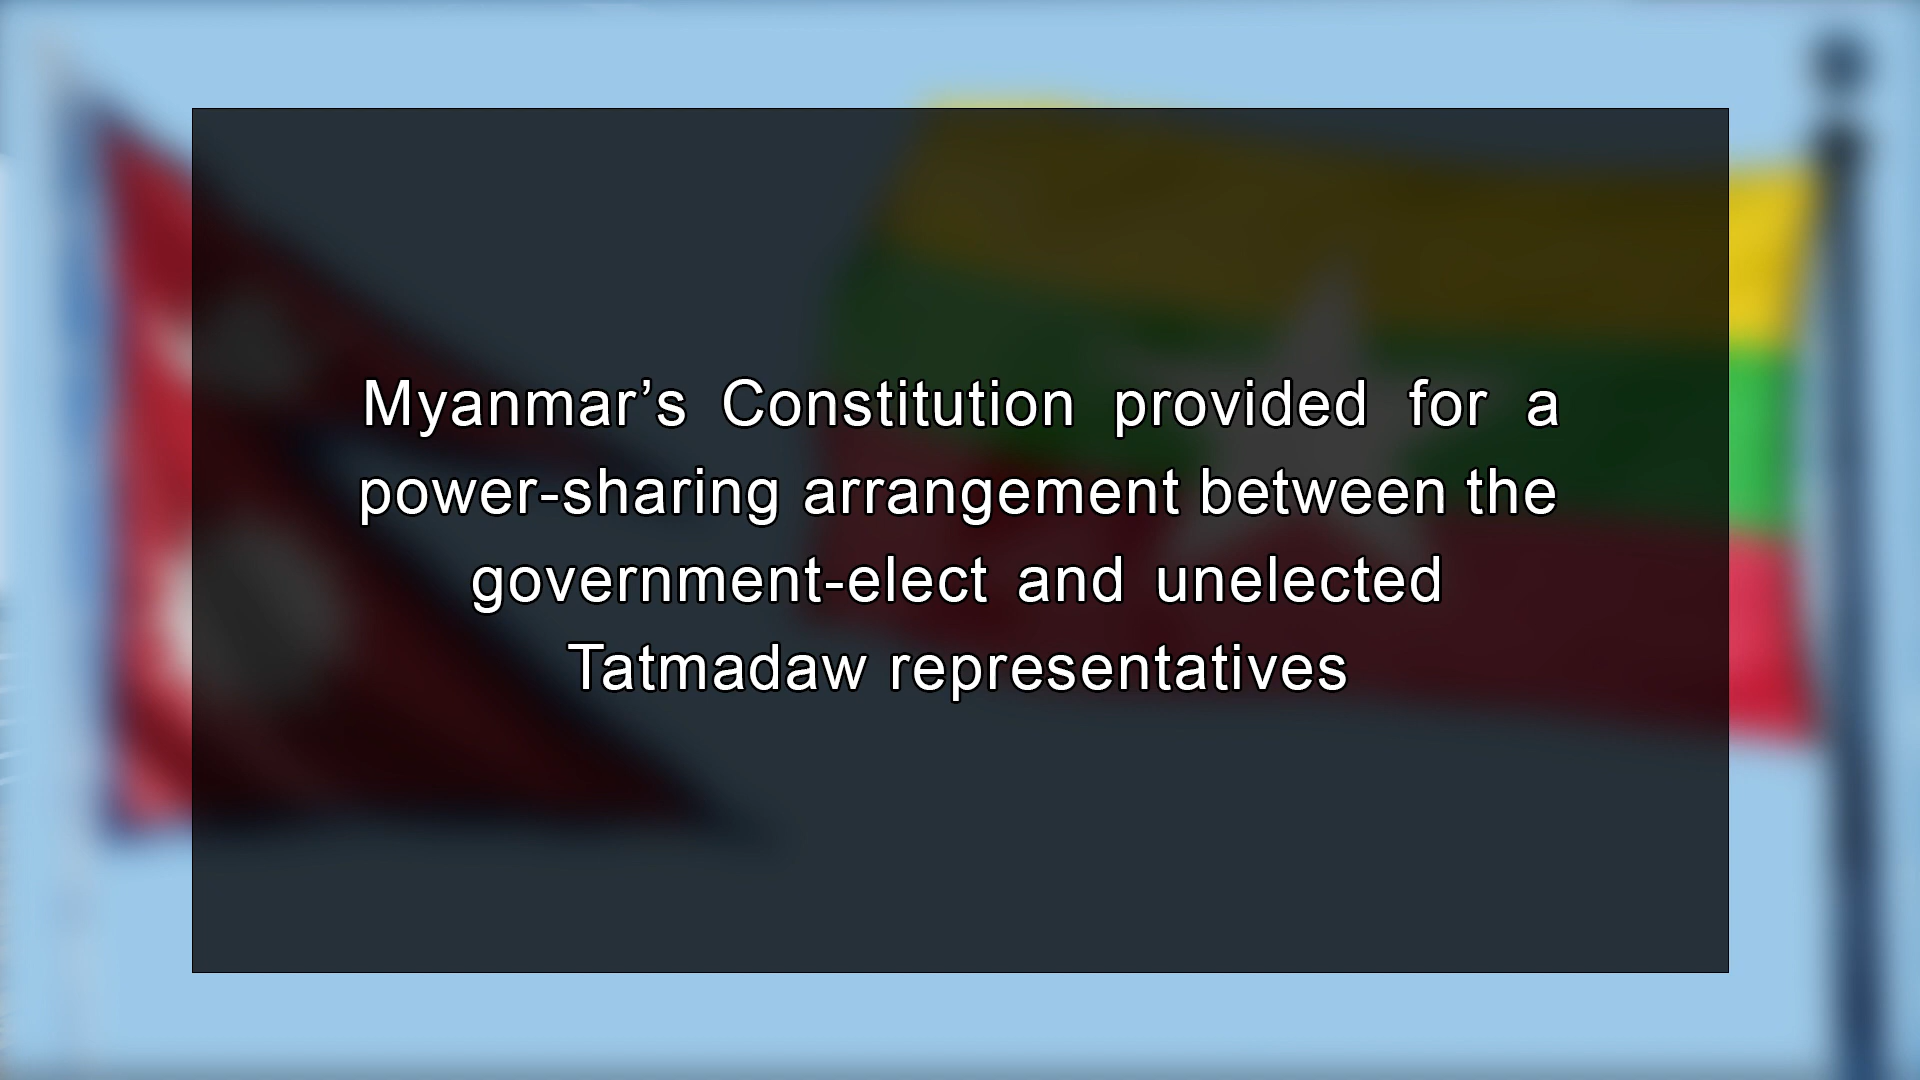 Myanmar’s Constitution provided for a
power-sharing arrangement between the
government-elect and unelected
Tatmadaw representatives